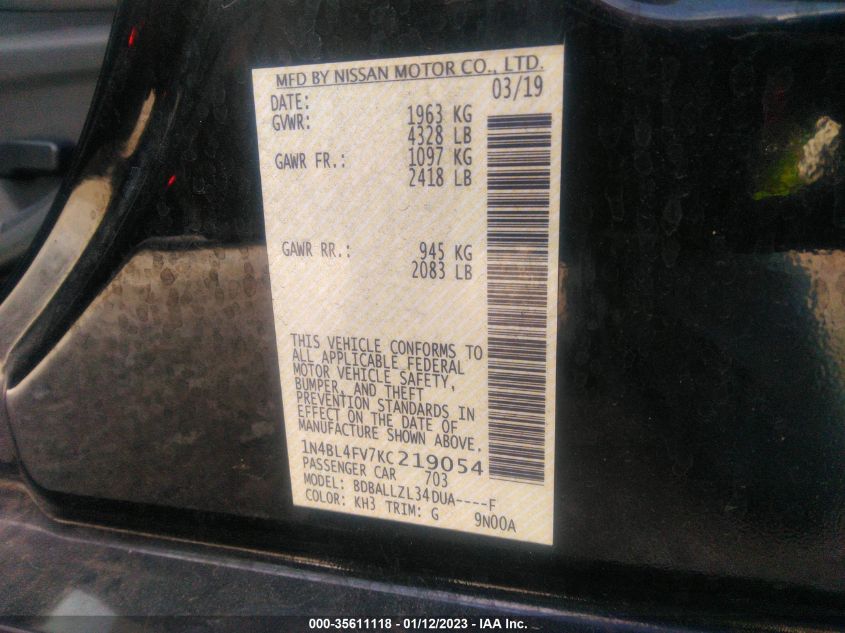 MFD BY NISSAN MOTOR CO., LTD.
DATE: 03/19
GVWR: 1963 KG
4328 LB
GAWR FR.: 1097 KG
2418 LB
GAWR RR.: 945 KG
2083 LB
THIS VEHICLE CONFORMS TO
ALL APPLICABLE FEDERAL
MOTOR VEHICLE SAFETY,
BUMPER, AND THEFT
PREVENTION STANDARDS IN
EFFECT ON THE DATE OF
MANUFACTURE SHOWN ABOVE.
1N4BL4FV7KC219054
PASSENGER CAR 703
MODEL: BDBALLZL34DUA----F
COLOR: KH3 TRIM: G 9N00A
000-35611118 - 01/12/2023 - IAA Inc.